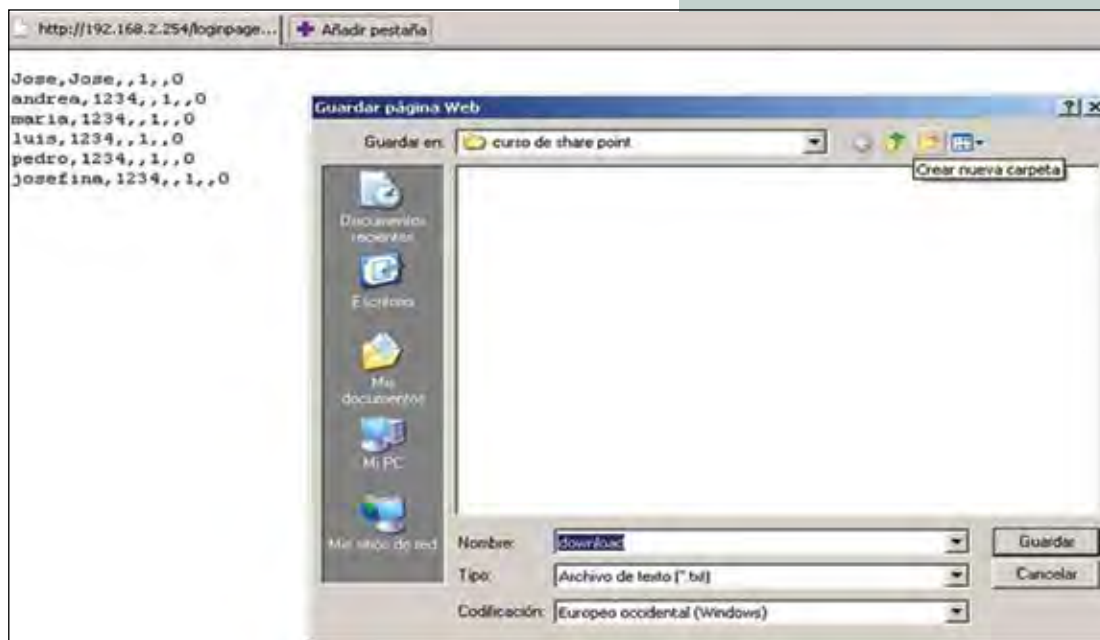 http://192.168.2.254/loginpage...
Añadir pestaña
Jose,Jose,,1,,0
andrea,1234,,1,,0
maria,1234,,1,,0
luis,1234,,1,,0
pedro,1234,,1,,0
josefina,1234,,1,,0
Guardar página Web
Guardar en:
curso de share point
Crear nueva carpeta
Documentos
recientes
Escritorio
Mis
documentos
Mi PC
Mis sitios de red
Nombre:
download
Guardar
Tipo:
Archivo de texto (*.txt)
Cancelar
Codificación:
Europeo occidental (Windows)